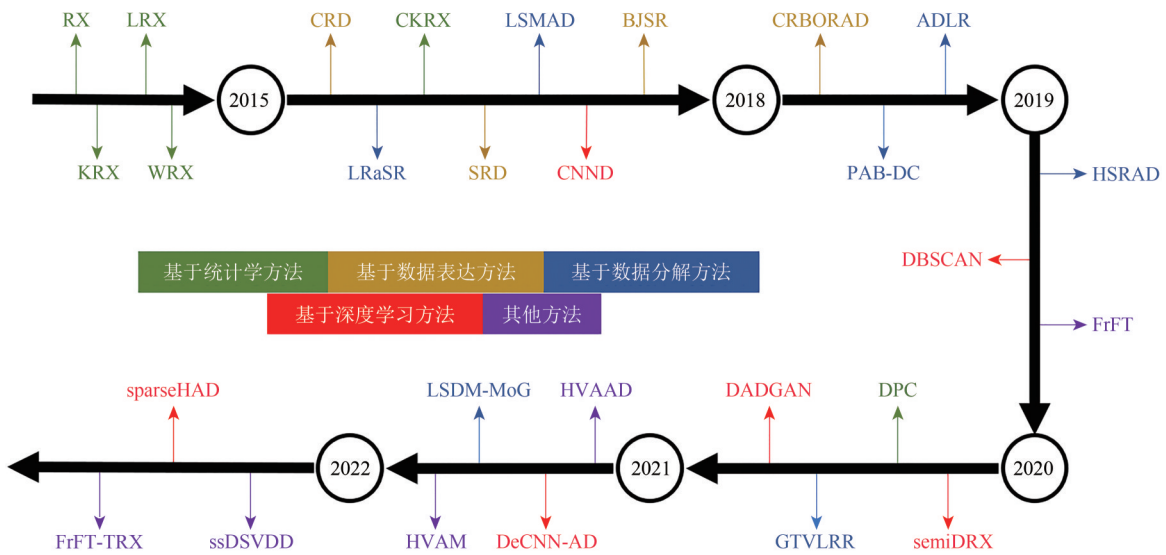 RX
LRX
CRD
CKRX
LSMAD
BJSR
CRBORAD
ADLR
2015
2018
2019
KRX
WRX
LRaSR
SRD
CNND
PAB-DC
HSRAD
DBSCAN
FrFT
基于统计学方法
基于数据表达方法
基于数据分解方法
基于深度学习方法
其他方法
sparseHAD
LSDM-MoG
HVAAD
DADGAN
DPC
2022
2021
2020
FrFT-TRX
ssDSVDD
HVAM
DeCNN-AD
GTVLRR
semiDRX